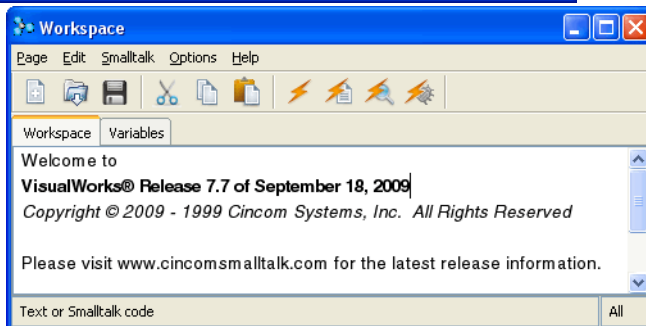 Workspace
Page Edit Smalltalk Options Help
Workspace Variables
Welcome to
VisualWorks® Release 7.7 of September 18, 2009
Copyright © 2009 - 1999 Cincom Systems, Inc. All Rights Reserved
Please visit www.cincomsmalltalk.com for the latest release information.
Text or Smalltalk code All